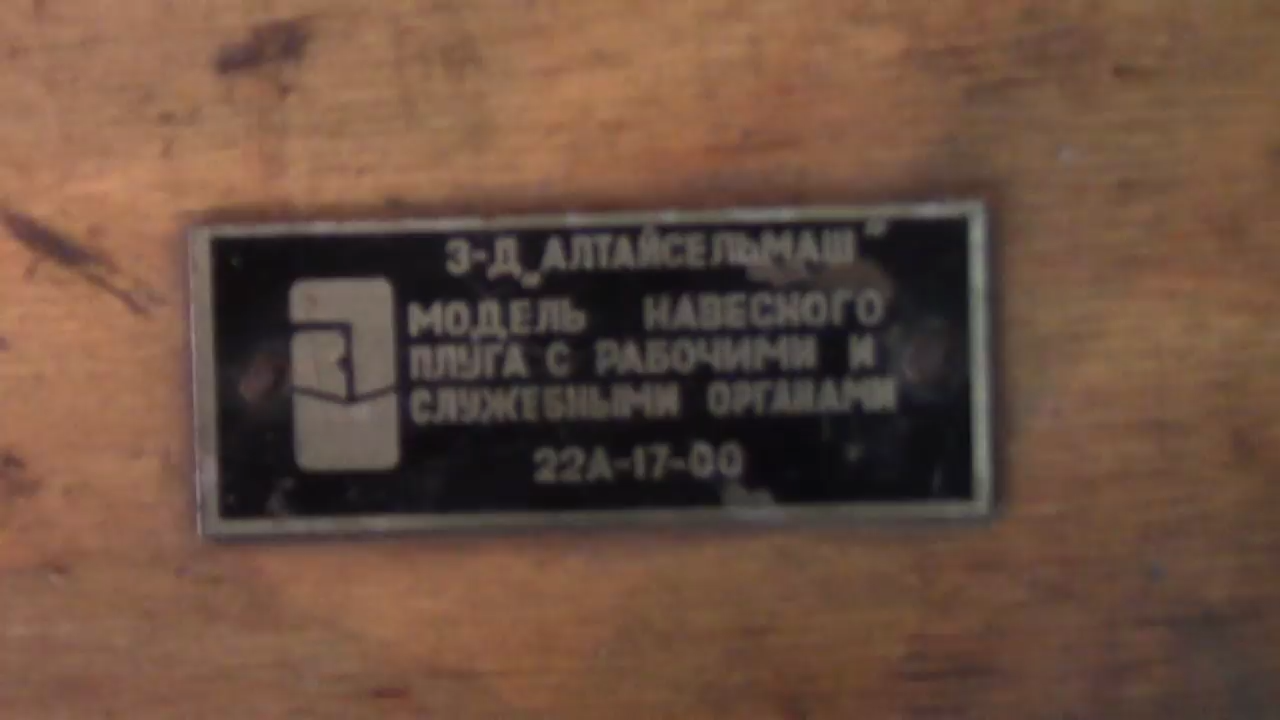 З-Д „АЛТАЙСЕЛЬМАШ"
МОДЕЛЬ НАВЕСНОГО
ПЛУГА С РАБОЧИМИ И
СЛУЖЕБНЫМИ ОРГАНАМИ
22А-17-00